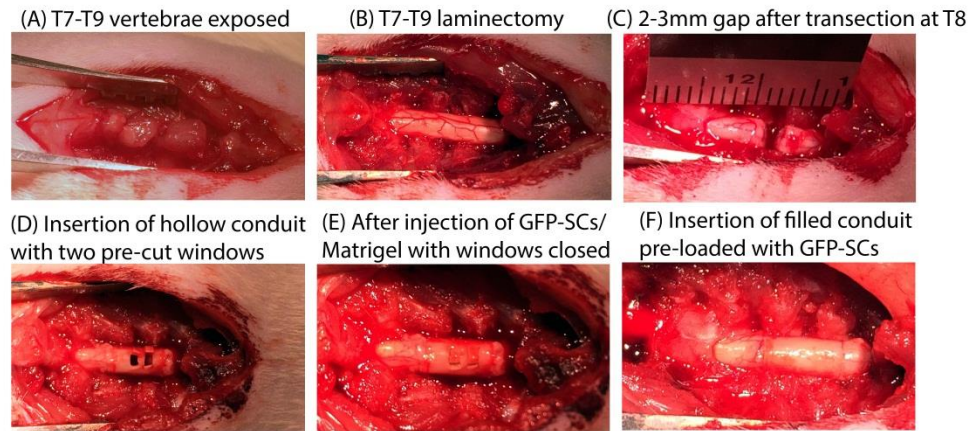 (A) T7-T9 vertebrae exposed
(B) T7-T9 laminectomy
(C) 2-3mm gap after transection at T8
12 1
(D) Insertion of hollow conduit
with two pre-cut windows
(E) After injection of GFP-SCs/
Matrigel with windows closed
(F) Insertion of filled conduit
pre-loaded with GFP-SCs